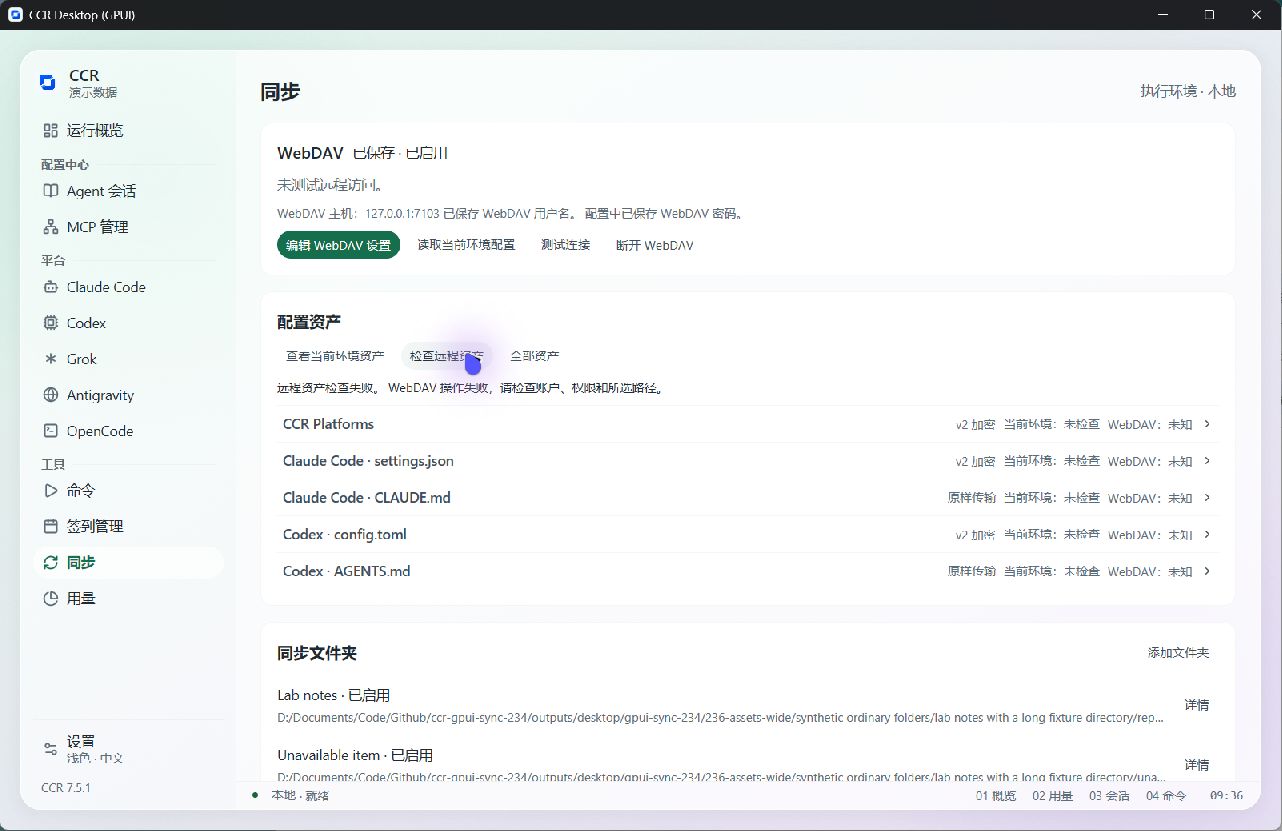 CCR Desktop (GPUI)
CCR
演示数据
运行概览
配置中心
Agent 会话
MCP 管理
平台
Claude Code
Codex
Grok
Antigravity
OpenCode
工具
命令
签到管理
同步
用量
设置
浅色 · 中文
CCR 7.5.1
同步
执行环境 · 本地
WebDAV 已保存 · 已启用
未测试远程访问。
WebDAV 主机：127.0.0.1:7103 已保存 WebDAV 用户名。 配置中已保存 WebDAV 密码。
编辑 WebDAV 设置 读取当前环境配置 测试连接 断开 WebDAV
配置资产
查看当前环境资产 检查远程资产 全部资产
远程资产检查失败。 WebDAV 操作失败，请检查账户、权限和所选路径。
CCR Platforms v2 加密 当前环境：未检查 WebDAV：未知
Claude Code · settings.json v2 加密 当前环境：未检查 WebDAV：未知
Claude Code · CLAUDE.md 原样传输 当前环境：未检查 WebDAV：未知
Codex · config.toml v2 加密 当前环境：未检查 WebDAV：未知
Codex · AGENTS.md 原样传输 当前环境：未检查 WebDAV：未知
同步文件夹 添加文件夹
Lab notes · 已启用
D:/Documents/Code/Github/ccr-gpui-sync-234/outputs/desktop/gpui-sync-234/236-assets-wide/synthetic ordinary folders/lab notes with a long fixture directory/rep...
详情
Unavailable item · 已启用
D:/Documents/Code/Github/ccr-gpui-sync-234/outputs/desktop/gpui-sync-234/236-assets-wide/synthetic ordinary folders/lab notes with a long fixture directory/una...
详情
本地 · 就绪 01 概览 02 用量 03 会话 04 命令 09:36